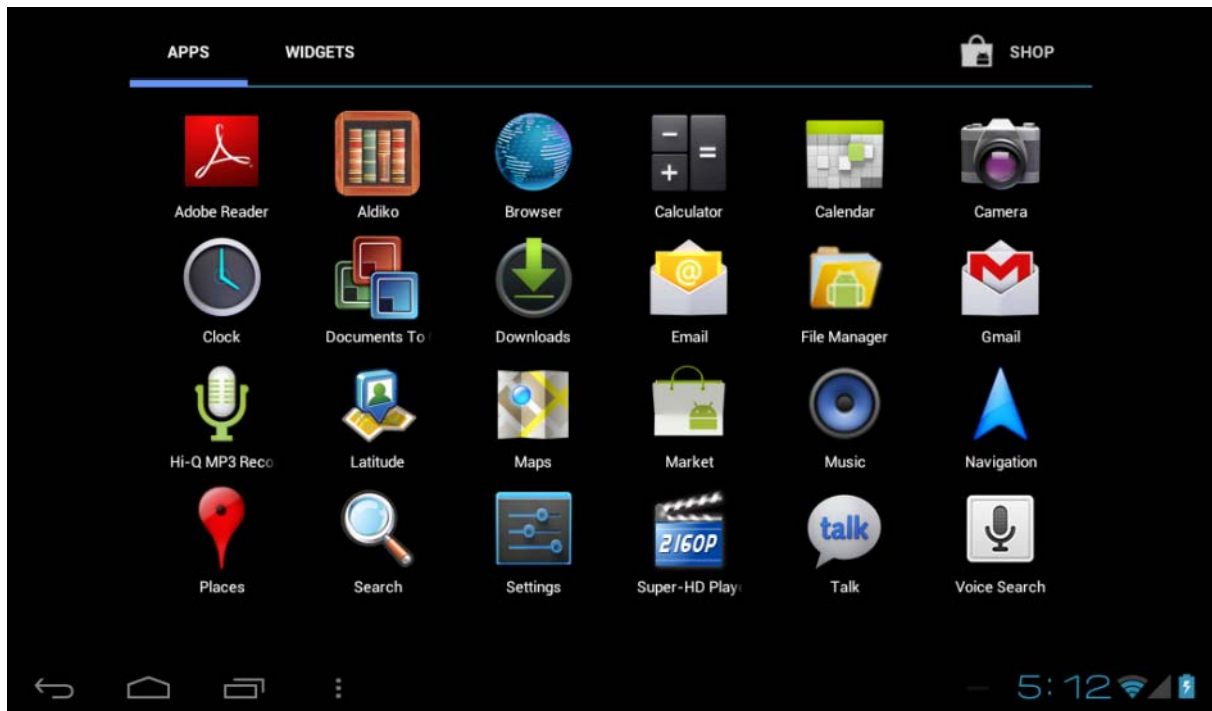 APPS WIDGETS SHOP
Adobe Reader Aldiko Browser Calculator Calendar Camera
@
Clock Documents To Downloads Email File Manager Gmail
Hi-Q MP3 Reco Latitude Maps Market Music Navigation
2160P talk
Places Search Settings Super-HD Play Talk Voice Search
5:12